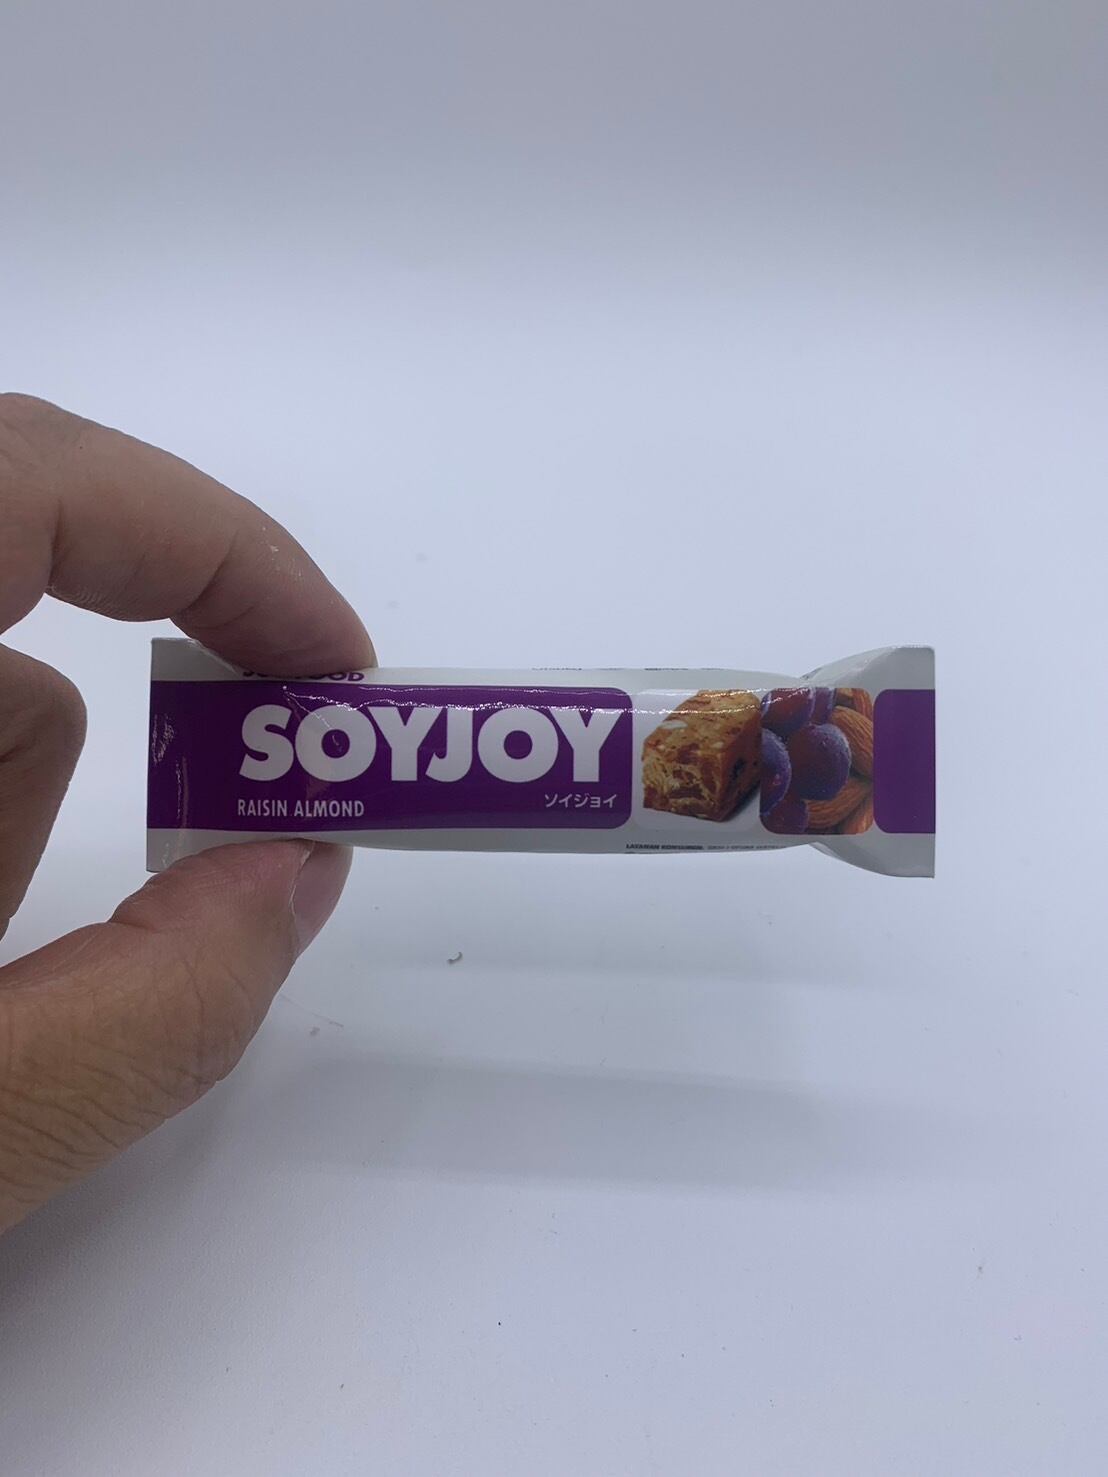 SOYJOY
RAISIN ALMOND
ソイジョイ
LAYANAN KONSUMEN: